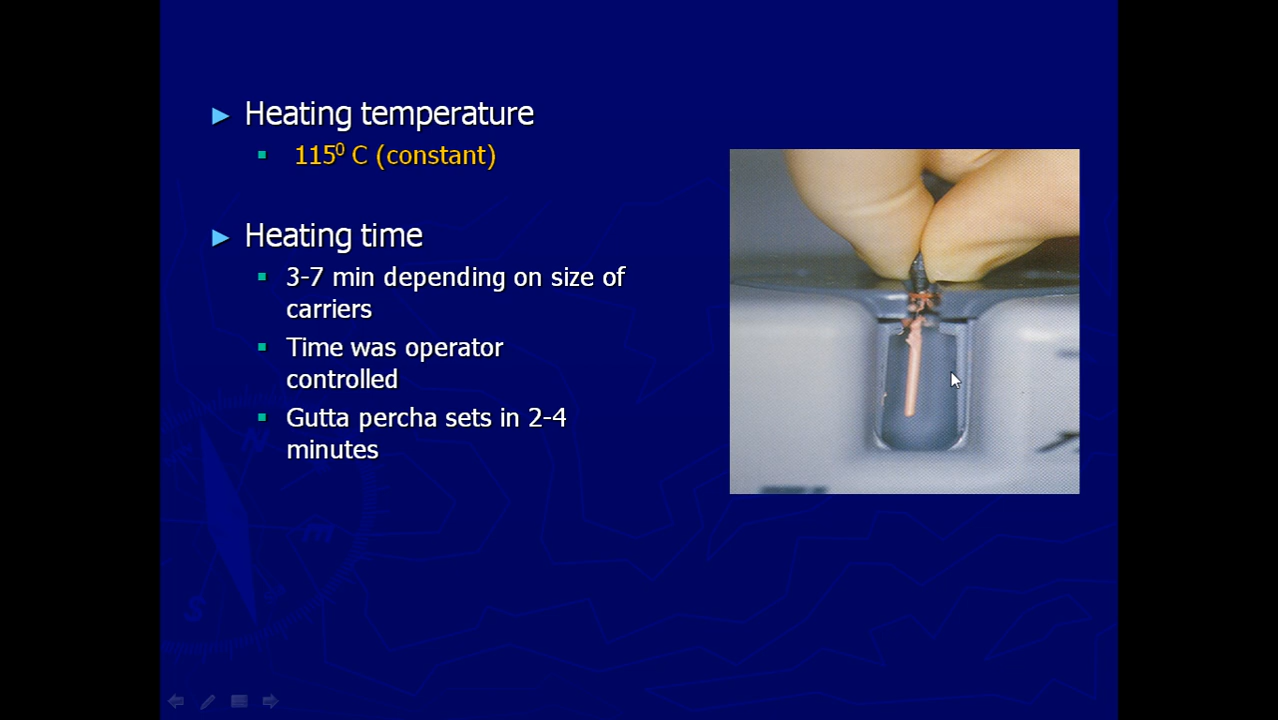 ► Heating temperature
▪ 115⁰ C (constant)
► Heating time
▪ 3-7 min depending on size of
carriers
▪ Time was operator
controlled
▪ Gutta percha sets in 2-4
minutes
N
m
S